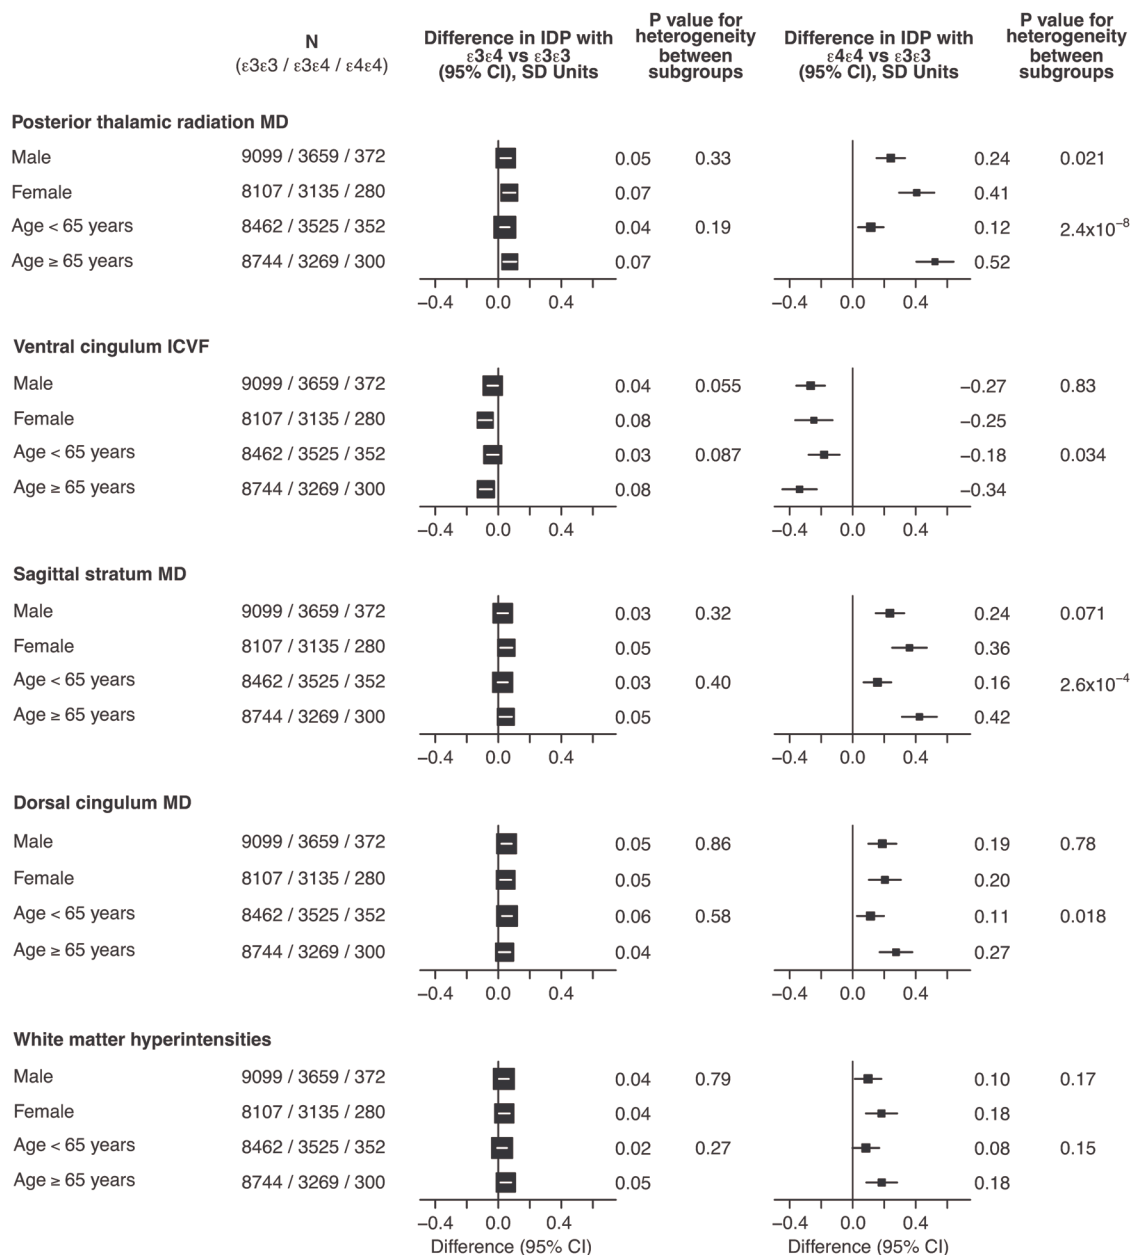 N
(ε3ε3 / ε3ε4 / ε4ε4)
Difference in IDP with
ε3ε4 vs ε3ε3
(95% CI), SD Units
P value for
heterogeneity
between
subgroups
Difference in IDP with
ε4ε4 vs ε3ε3
(95% CI), SD Units
P value for
heterogeneity
between
subgroups
Posterior thalamic radiation MD
Male 9099 / 3659 / 372 0.05 0.33 0.24 0.021
Female 8107 / 3135 / 280 0.07 0.41
Age < 65 years 8462 / 3525 / 352 0.04 0.19 0.12 2.4x10⁻⁸
Age ≥ 65 years 8744 / 3269 / 300 0.07 0.52
−0.4 0.0 0.4 −0.4 0.0 0.4
Ventral cingulum ICVF
Male 9099 / 3659 / 372 0.04 0.055 −0.27 0.83
Female 8107 / 3135 / 280 0.08 −0.25
Age < 65 years 8462 / 3525 / 352 0.03 0.087 −0.18 0.034
Age ≥ 65 years 8744 / 3269 / 300 0.08 −0.34
−0.4 0.0 0.4 −0.4 0.0 0.4
Sagittal stratum MD
Male 9099 / 3659 / 372 0.03 0.32 0.24 0.071
Female 8107 / 3135 / 280 0.05 0.36
Age < 65 years 8462 / 3525 / 352 0.03 0.40 0.16 2.6x10⁻⁴
Age ≥ 65 years 8744 / 3269 / 300 0.05 0.42
−0.4 0.0 0.4 −0.4 0.0 0.4
Dorsal cingulum MD
Male 9099 / 3659 / 372 0.05 0.86 0.19 0.78
Female 8107 / 3135 / 280 0.05 0.20
Age < 65 years 8462 / 3525 / 352 0.06 0.58 0.11 0.018
Age ≥ 65 years 8744 / 3269 / 300 0.04 0.27
−0.4 0.0 0.4 −0.4 0.0 0.4
White matter hyperintensities
Male 9099 / 3659 / 372 0.04 0.79 0.10 0.17
Female 8107 / 3135 / 280 0.04 0.18
Age < 65 years 8462 / 3525 / 352 0.02 0.27 0.08 0.15
Age ≥ 65 years 8744 / 3269 / 300 0.05 0.18
−0.4 0.0 0.4 −0.4 0.0 0.4
Difference (95% CI) Difference (95% CI)